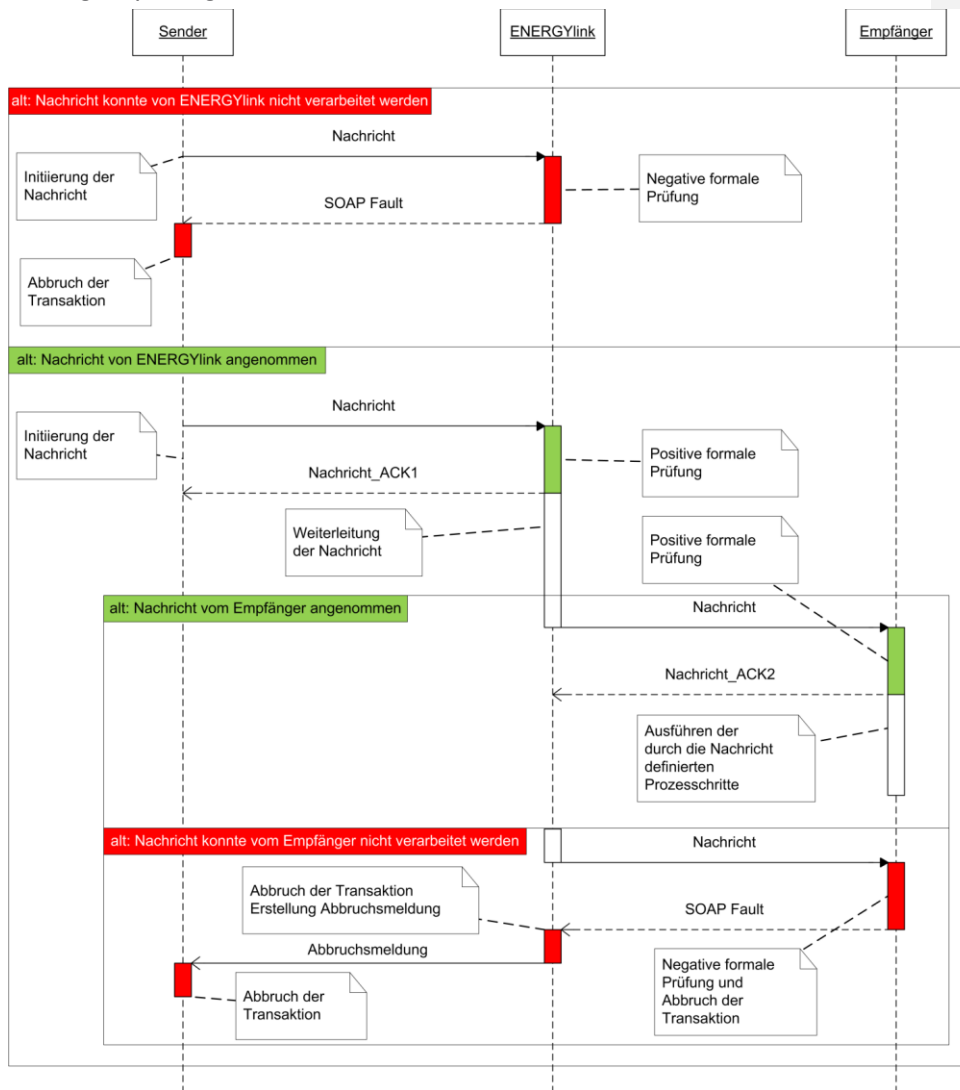 Sender
ENERGYlink
Empfänger
alt: Nachricht konnte von ENERGYlink nicht verarbeitet werden
Nachricht
Initiierung der
Nachricht
Negative formale
Prüfung
SOAP Fault
Abbruch der
Transaktion
alt: Nachricht von ENERGYlink angenommen
Nachricht
Initiierung der
Nachricht
Positive formale
Prüfung
Nachricht_ACK1
Weiterleitung
der Nachricht
Positive formale
Prüfung
alt: Nachricht vom Empfänger angenommen
Nachricht
Nachricht_ACK2
Ausführen der
durch die Nachricht
definierten
Prozesschritte
alt: Nachricht konnte vom Empfänger nicht verarbeitet werden
Nachricht
Abbruch der Transaktion
Erstellung Abbruchsmeldung
SOAP Fault
Abbruchsmeldung
Negative formale
Prüfung und
Abbruch der
Transaktion
Abbruch der
Transaktion